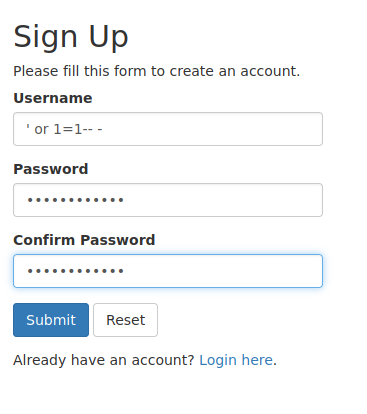 Sign Up
Please fill this form to create an account.
Username
' or 1=1-- -
Password
••••••••••••
Confirm Password
••••••••••••
Submit Reset
Already have an account? Login here.